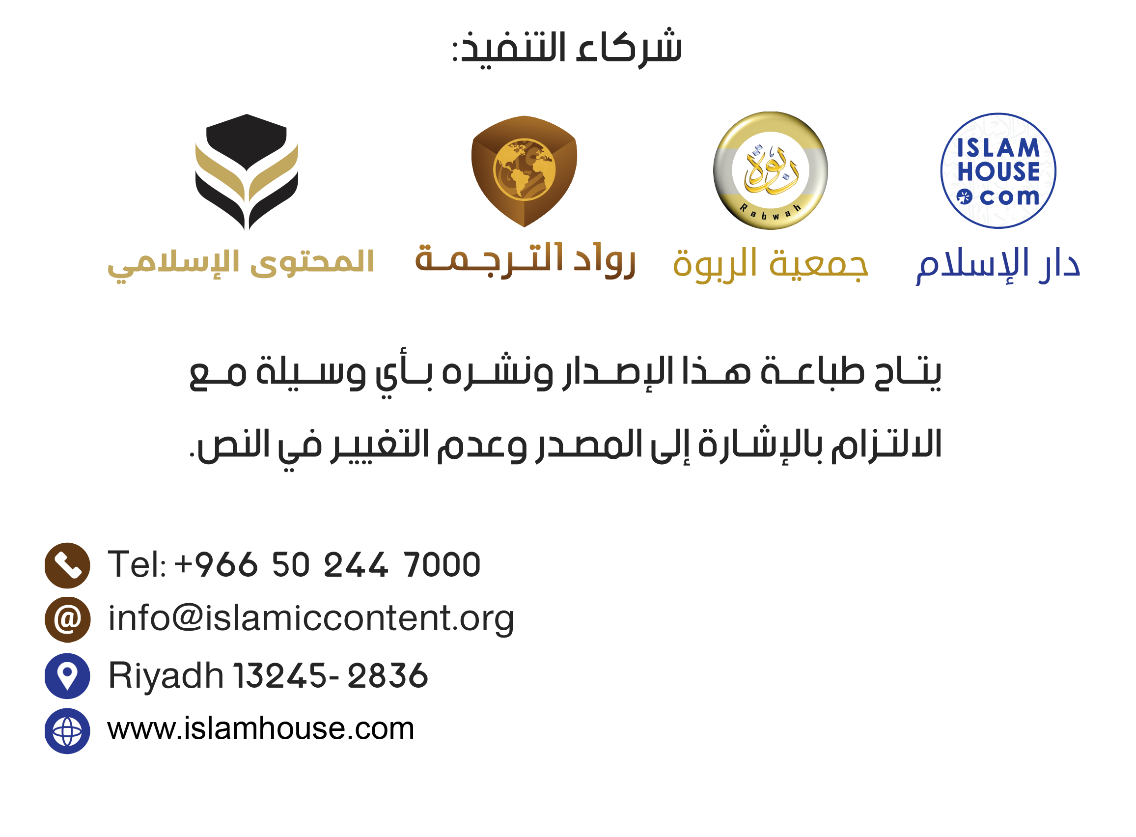 شركاء التنفيذ:
ISLAM
HOUSE
com
ربوة
Rabwah
دار الإسلام
جمعية الربوة
رواد الترجمة
المحتوى الإسلامي
يتاح طباعة هذا الإصدار ونشره بأي وسيلة مع
الالتزام بالإشارة إلى المصدر وعدم التغيير في النص.
Tel: +966 50 244 7000
info@islamiccontent.org
Riyadh 13245-2836
www.islamhouse.com